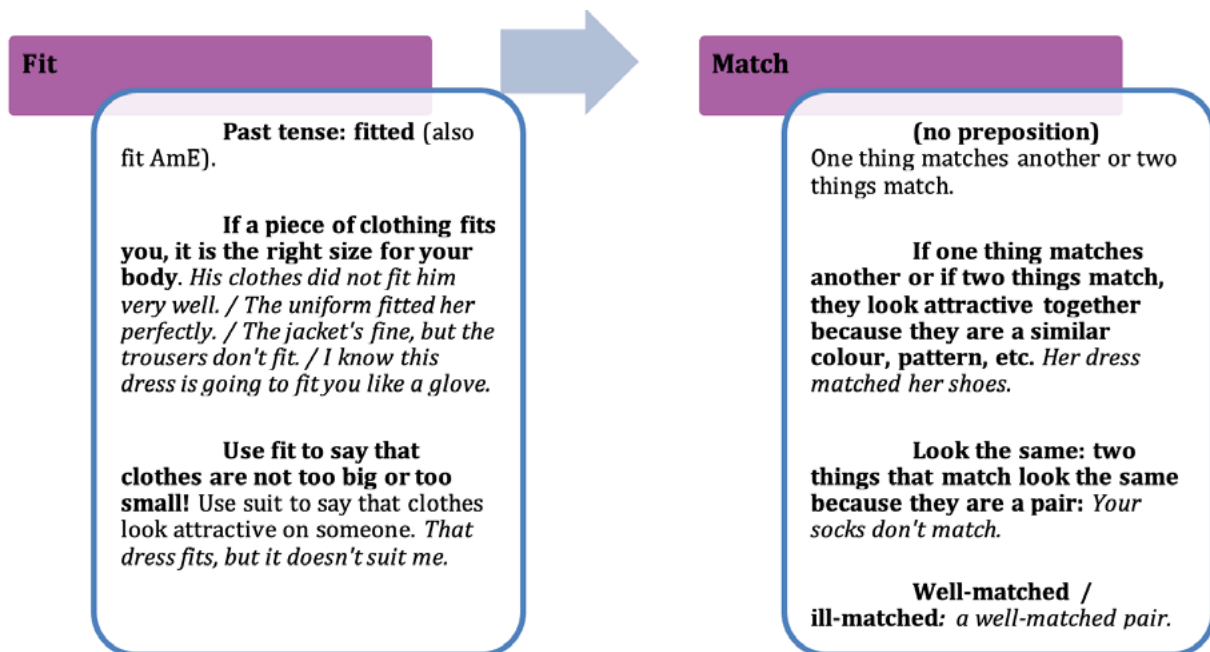 Fit
Past tense: fitted (also
fit AmE).
If a piece of clothing fits
you, it is the right size for your
body. His clothes did not fit him
very well. / The uniform fitted her
perfectly. / The jacket's fine, but the
trousers don't fit. / I know this
dress is going to fit you like a glove.
Use fit to say that
clothes are not too big or too
small! Use suit to say that clothes
look attractive on someone. That
dress fits, but it doesn't suit me.
Match
(no preposition)
One thing matches another or two
things match.
If one thing matches
another or if two things match,
they look attractive together
because they are a similar
colour, pattern, etc. Her dress
matched her shoes.
Look the same: two
things that match look the same
because they are a pair: Your
socks don't match.
Well-matched /
ill-matched: a well-matched pair.